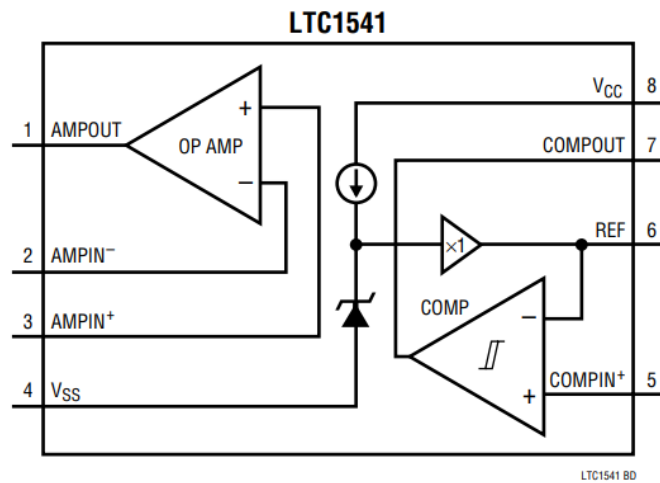 LTC1541
1 AMPOUT
2 AMPIN−
3 AMPIN+
4 VSS
OP AMP
+
−
×1
COMP
−
+
VCC 8
COMPOUT 7
REF 6
COMPIN+ 5
LTC1541 BD